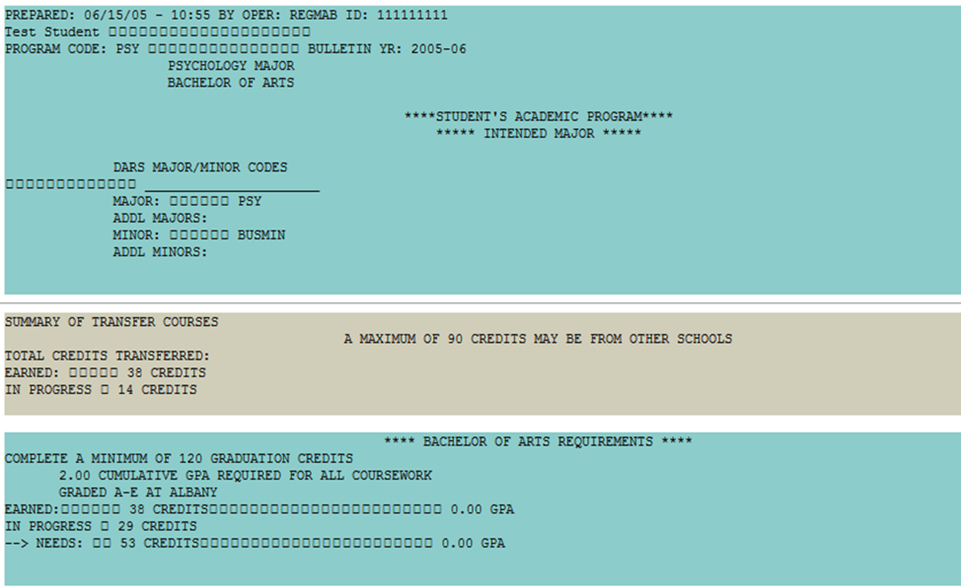 PREPARED: 06/15/05 - 10:55 BY OPER: REGMAB ID: 111111111
Test Student □□□□□□□□□□□□□□□□□□□□□□
PROGRAM CODE: PSY □□□□□□□□□□□□□□□□ BULLETIN YR: 2005-06
PSYCHOLOGY MAJOR
BACHELOR OF ARTS
****STUDENT'S ACADEMIC PROGRAM****
***** INTENDED MAJOR *****
DARS MAJOR/MINOR CODES
□□□□□□□□□□□□□□ ____________________
MAJOR: □□□□□□ PSY
ADDL MAJORS:
MINOR: □□□□□□ BUSMIN
ADDL MINORS:
SUMMARY OF TRANSFER COURSES
A MAXIMUM OF 90 CREDITS MAY BE FROM OTHER SCHOOLS
TOTAL CREDITS TRANSFERRED:
EARNED: □□□□□ 38 CREDITS
IN PROGRESS □ 14 CREDITS
**** BACHELOR OF ARTS REQUIREMENTS ****
COMPLETE A MINIMUM OF 120 GRADUATION CREDITS
2.00 CUMULATIVE GPA REQUIRED FOR ALL COURSEWORK
GRADED A-E AT ALBANY
EARNED:□□□□□□ 38 CREDITS□□□□□□□□□□□□□□□□□□□□□□□□□ 0.00 GPA
IN PROGRESS □ 29 CREDITS
--> NEEDS: □□ 53 CREDITS□□□□□□□□□□□□□□□□□□□□□□□□□ 0.00 GPA